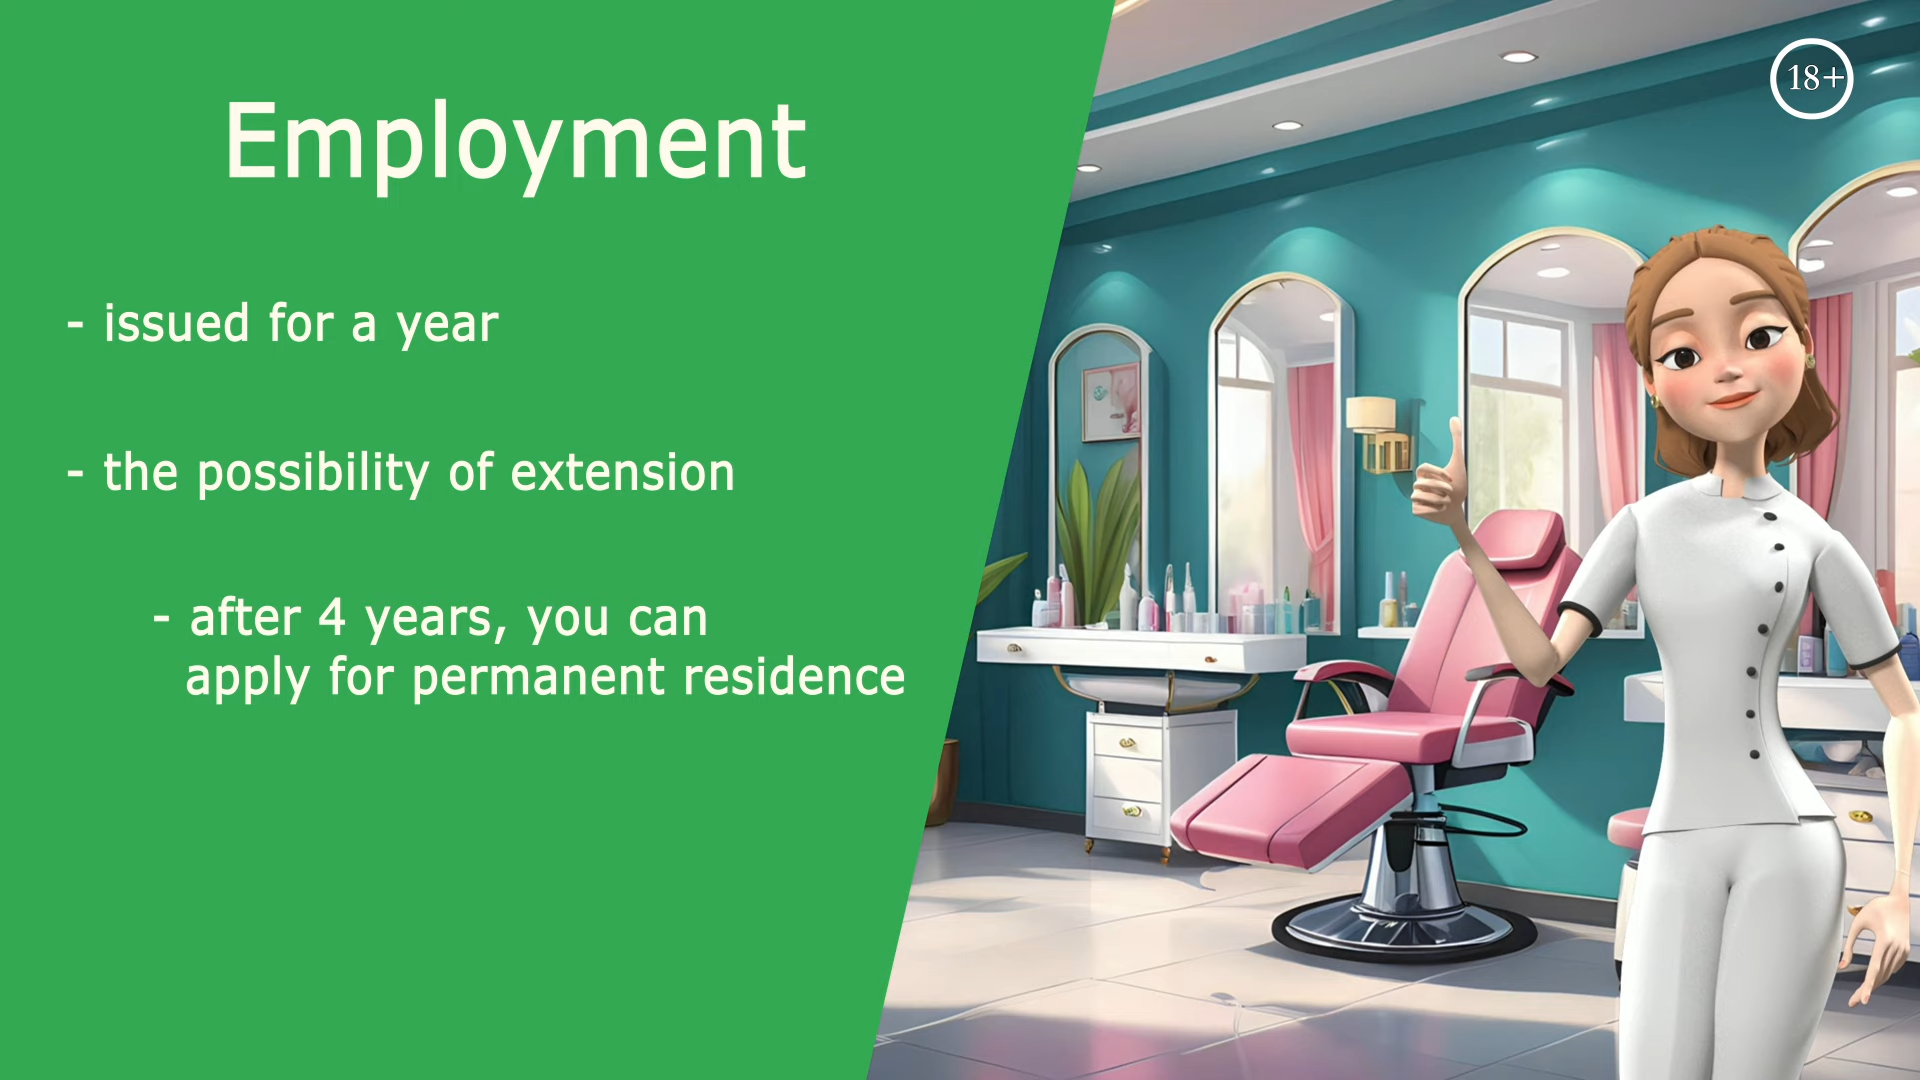 Employment
18+
- issued for a year
- the possibility of extension
- after 4 years, you can
apply for permanent residence